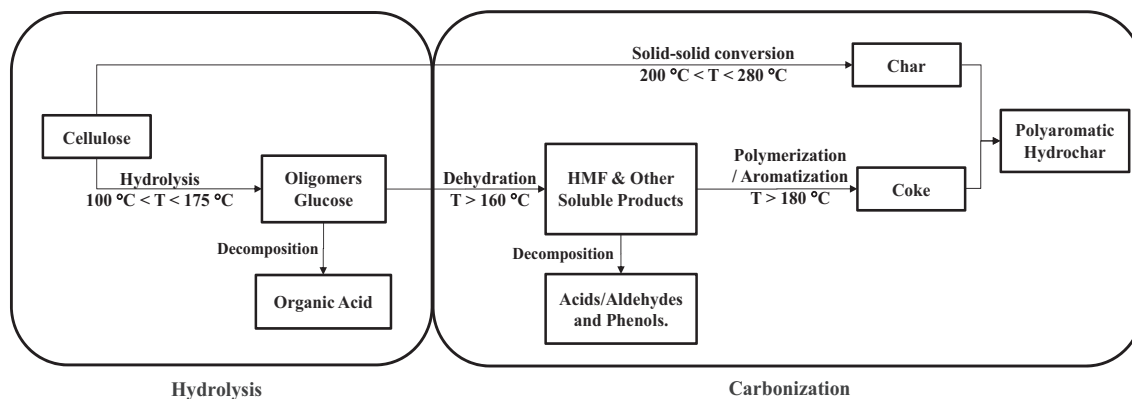 Solid-solid conversion
200 °C < T < 280 °C
Char
Cellulose
Polyaromatic
Hydrochar
Hydrolysis
100 °C < T < 175 °C
Oligomers
Glucose
Dehydration
T > 160 °C
HMF & Other
Soluble Products
Polymerization
/ Aromatization
T > 180 °C
Coke
Decomposition
Organic Acid
Decomposition
Acids/Aldehydes
and Phenols.
Hydrolysis
Carbonization